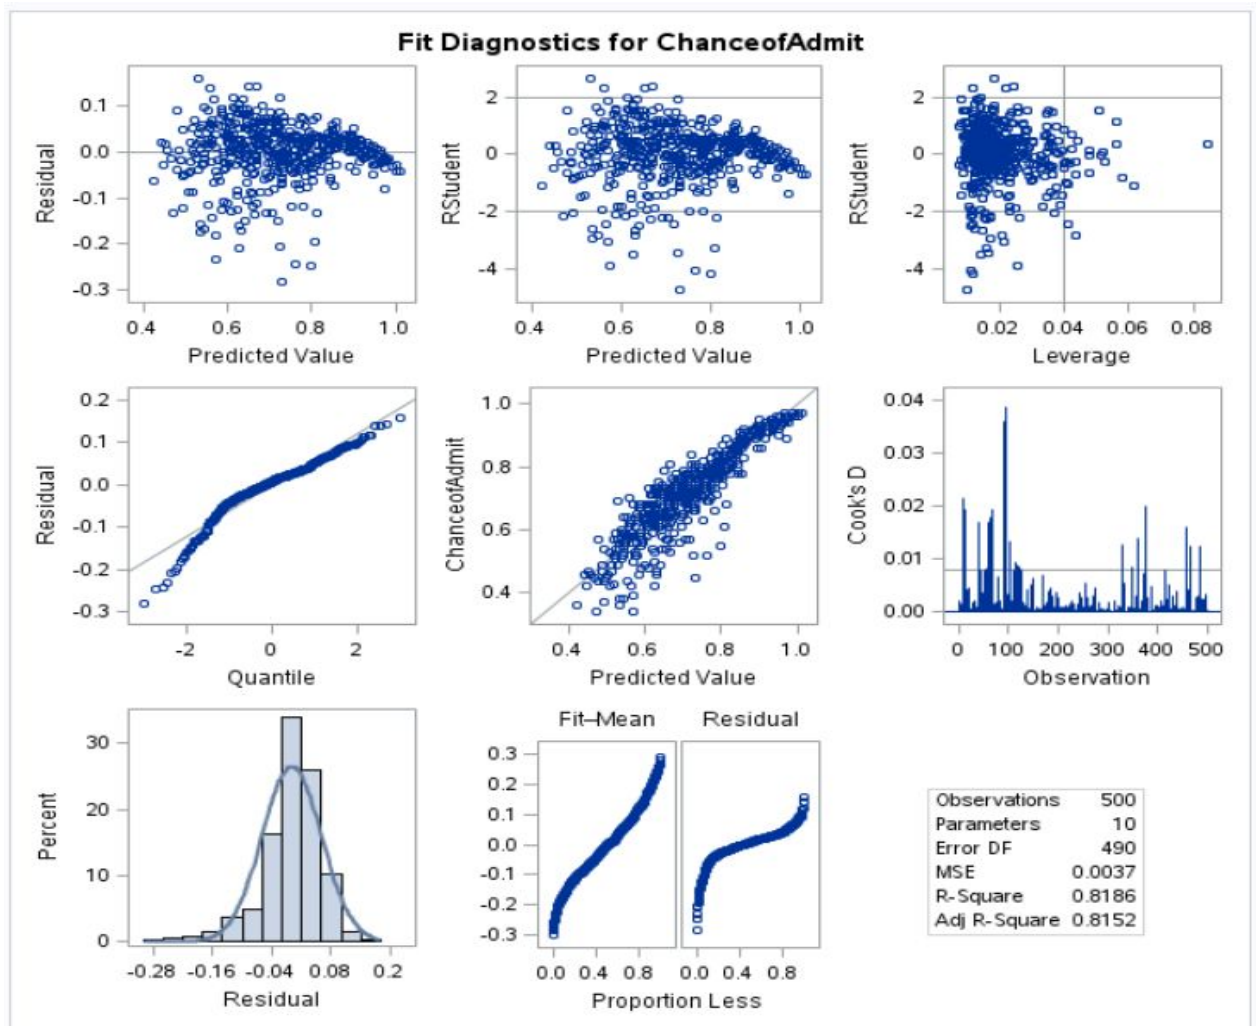 Fit Diagnostics for ChanceofAdmit
Residual
0.1
0.0
-0.1
-0.2
-0.3
0.4 0.6 0.8 1.0
Predicted Value
RStudent
2
0
-2
-4
0.4 0.6 0.8 1.0
Predicted Value
RStudent
2
0
-2
-4
0.02 0.04 0.06 0.08
Leverage
Residual
0.2
0.1
0.0
-0.1
-0.2
-0.3
-2 0 2
Quantile
ChanceofAdmit
1.0
0.8
0.6
0.4
0.4 0.6 0.8 1.0
Predicted Value
Cook's D
0.04
0.03
0.02
0.01
0.00
0 100 200 300 400 500
Observation
Percent
30
20
10
0
-0.28 -0.16 -0.04 0.08 0.2
Residual
Fit–Mean Residual
0.3
0.2
0.1
0.0
-0.1
-0.2
-0.3
0.0 0.4 0.8 0.0 0.4 0.8
Proportion Less
Observations 500
Parameters 10
Error DF 490
MSE 0.0037
R-Square 0.8186
Adj R-Square 0.8152